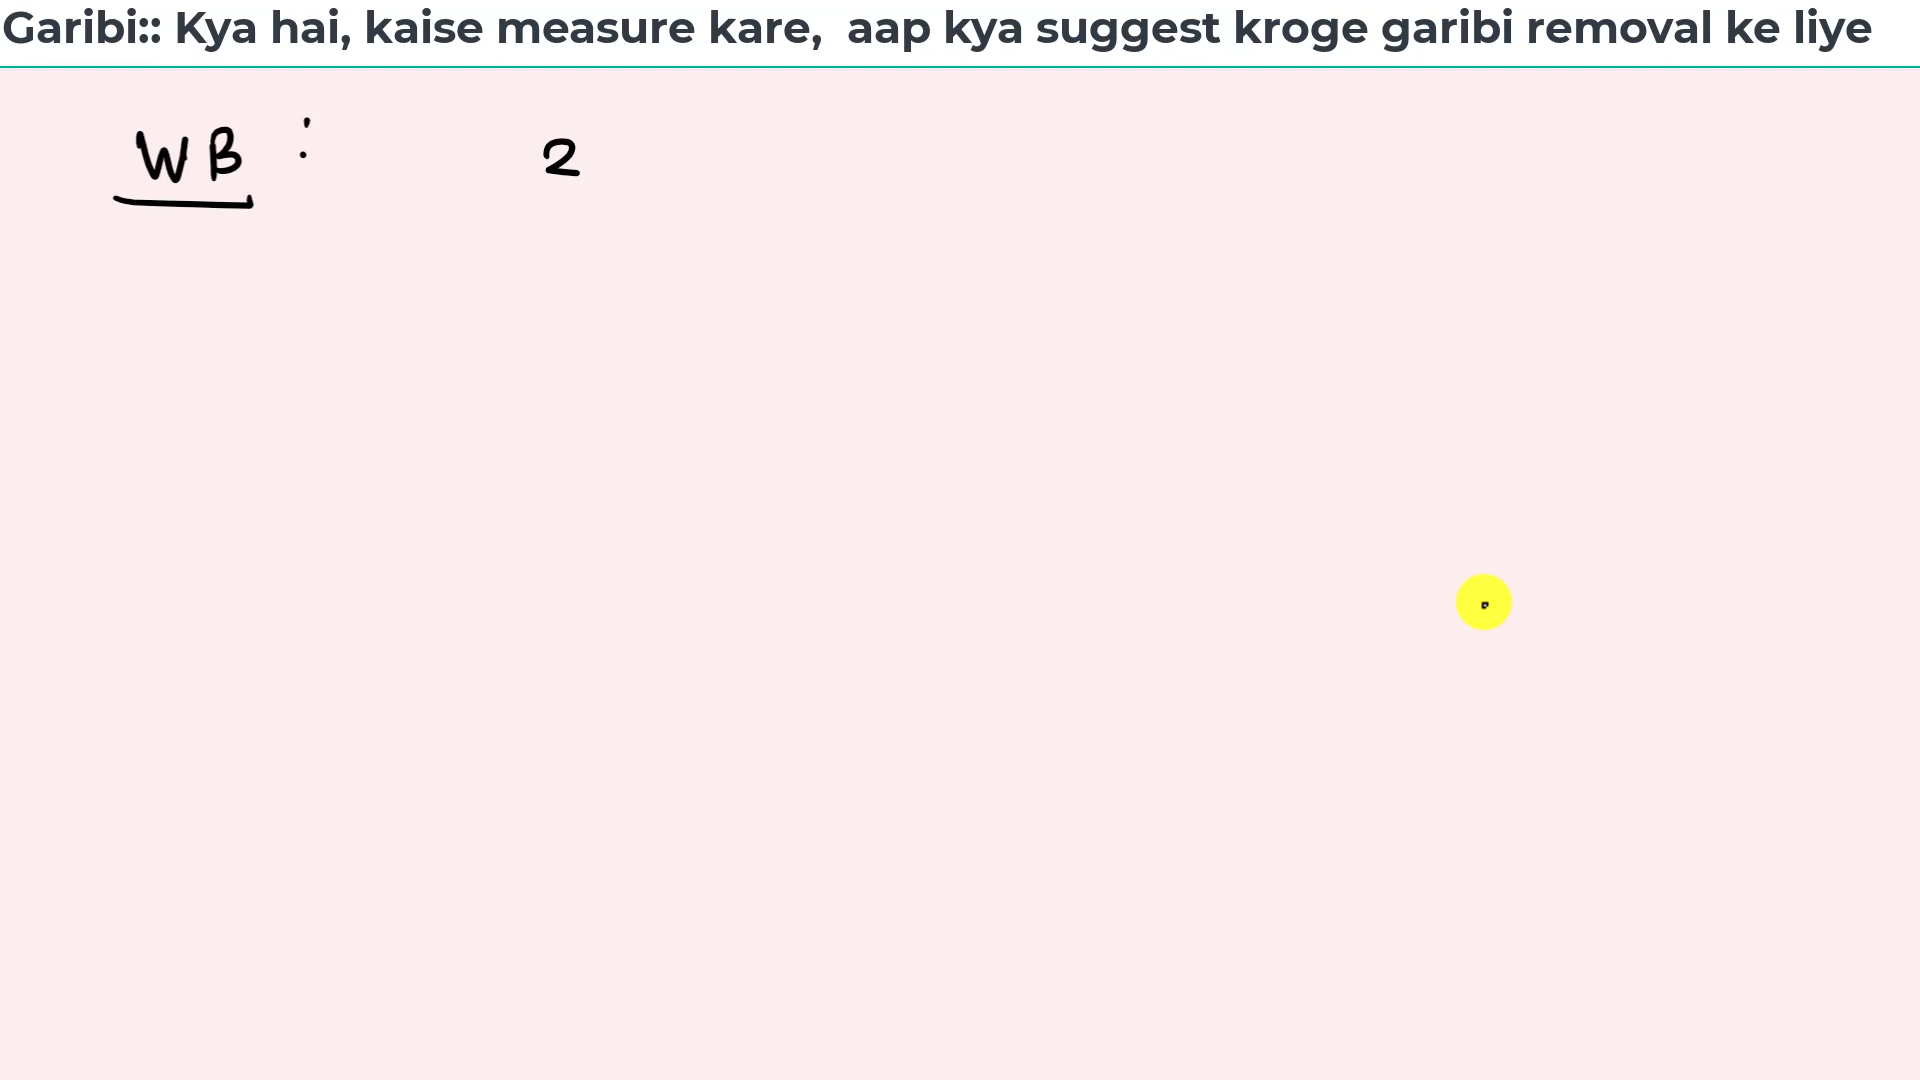 Garibi:: Kya hai, kaise measure kare, aap kya suggest kroge garibi removal ke liye
WB : 2